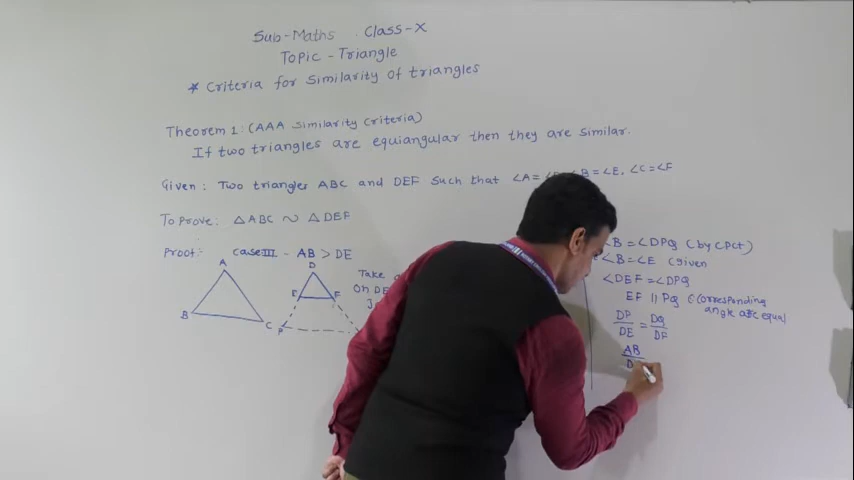 Sub-Maths Class-X
Topic - Triangle
* Criteria for Similarity of triangles
Theorem 1: (AAA Similarity Criteria)
If two triangles are equiangular then they are similar.
Given: Two triangles ABC and DEF such that ∠A= ∠B=∠E, ∠C=∠F
To Prove: △ABC ~ △DEF
Proof:- Case III - AB > DE
A
B
C
D
E
F
P
Take
On DE
∠B = ∠DPQ (by CPCT)
∠B = ∠E (Given
∠DEF = ∠DPQ
EF || PQ (Corresponding
angle are equal
DP/DE = DQ/DF
AB